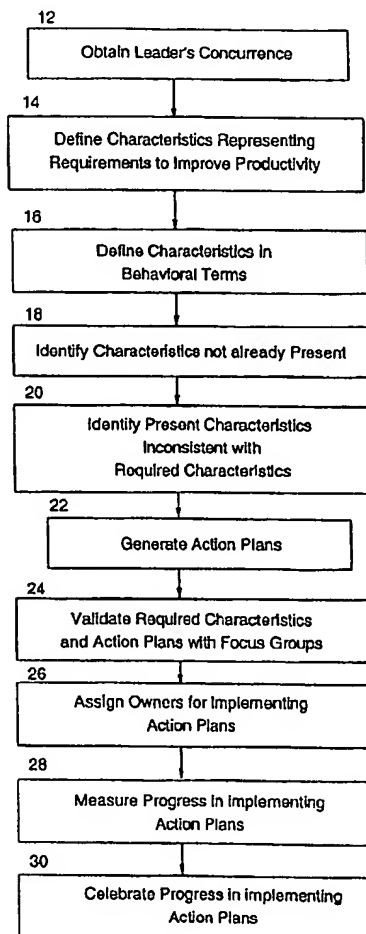 12
Obtain Leader's Concurrence
14
Define Characteristics Representing
Requirements to Improve Productivity
16
Define Characteristics in
Behavioral Terms
18
Identify Characteristics not already Present
20
Identify Present Characteristics
Inconsistent with
Required Characteristics
22
Generate Action Plans
24
Validate Required Characteristics
and Action Plans with Focus Groups
26
Assign Owners for Implementing
Action Plans
28
Measure Progress in implementing
Action Plans
30
Celebrate Progress in implementing
Action Plans